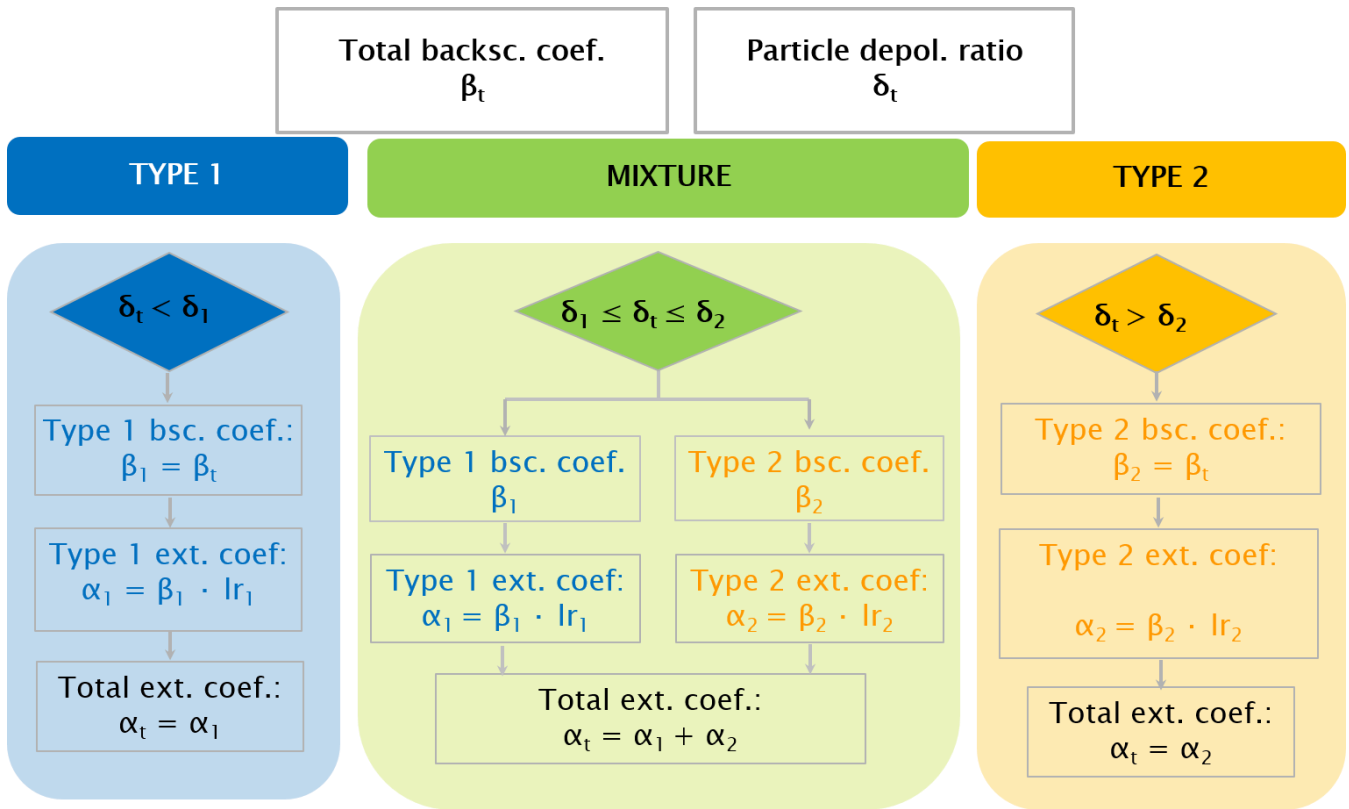 Total backsc. coef.
βₜ
Particle depol. ratio
δₜ
TYPE 1
MIXTURE
TYPE 2
δₜ < δ₁
Type 1 bsc. coef.:
β₁ = βₜ
Type 1 ext. coef:
α₁ = β₁ · lr₁
Total ext. coef.:
αₜ = α₁
δ₁ ≤ δₜ ≤ δ₂
Type 1 bsc. coef.
β₁
Type 2 bsc. coef.
β₂
Type 1 ext. coef:
α₁ = β₁ · lr₁
Type 2 ext. coef:
α₂ = β₂ · lr₂
Total ext. coef.:
αₜ = α₁ + α₂
δₜ > δ₂
Type 2 bsc. coef.:
β₂ = βₜ
Type 2 ext. coef:
α₂ = β₂ · lr₂
Total ext. coef.:
αₜ = α₂